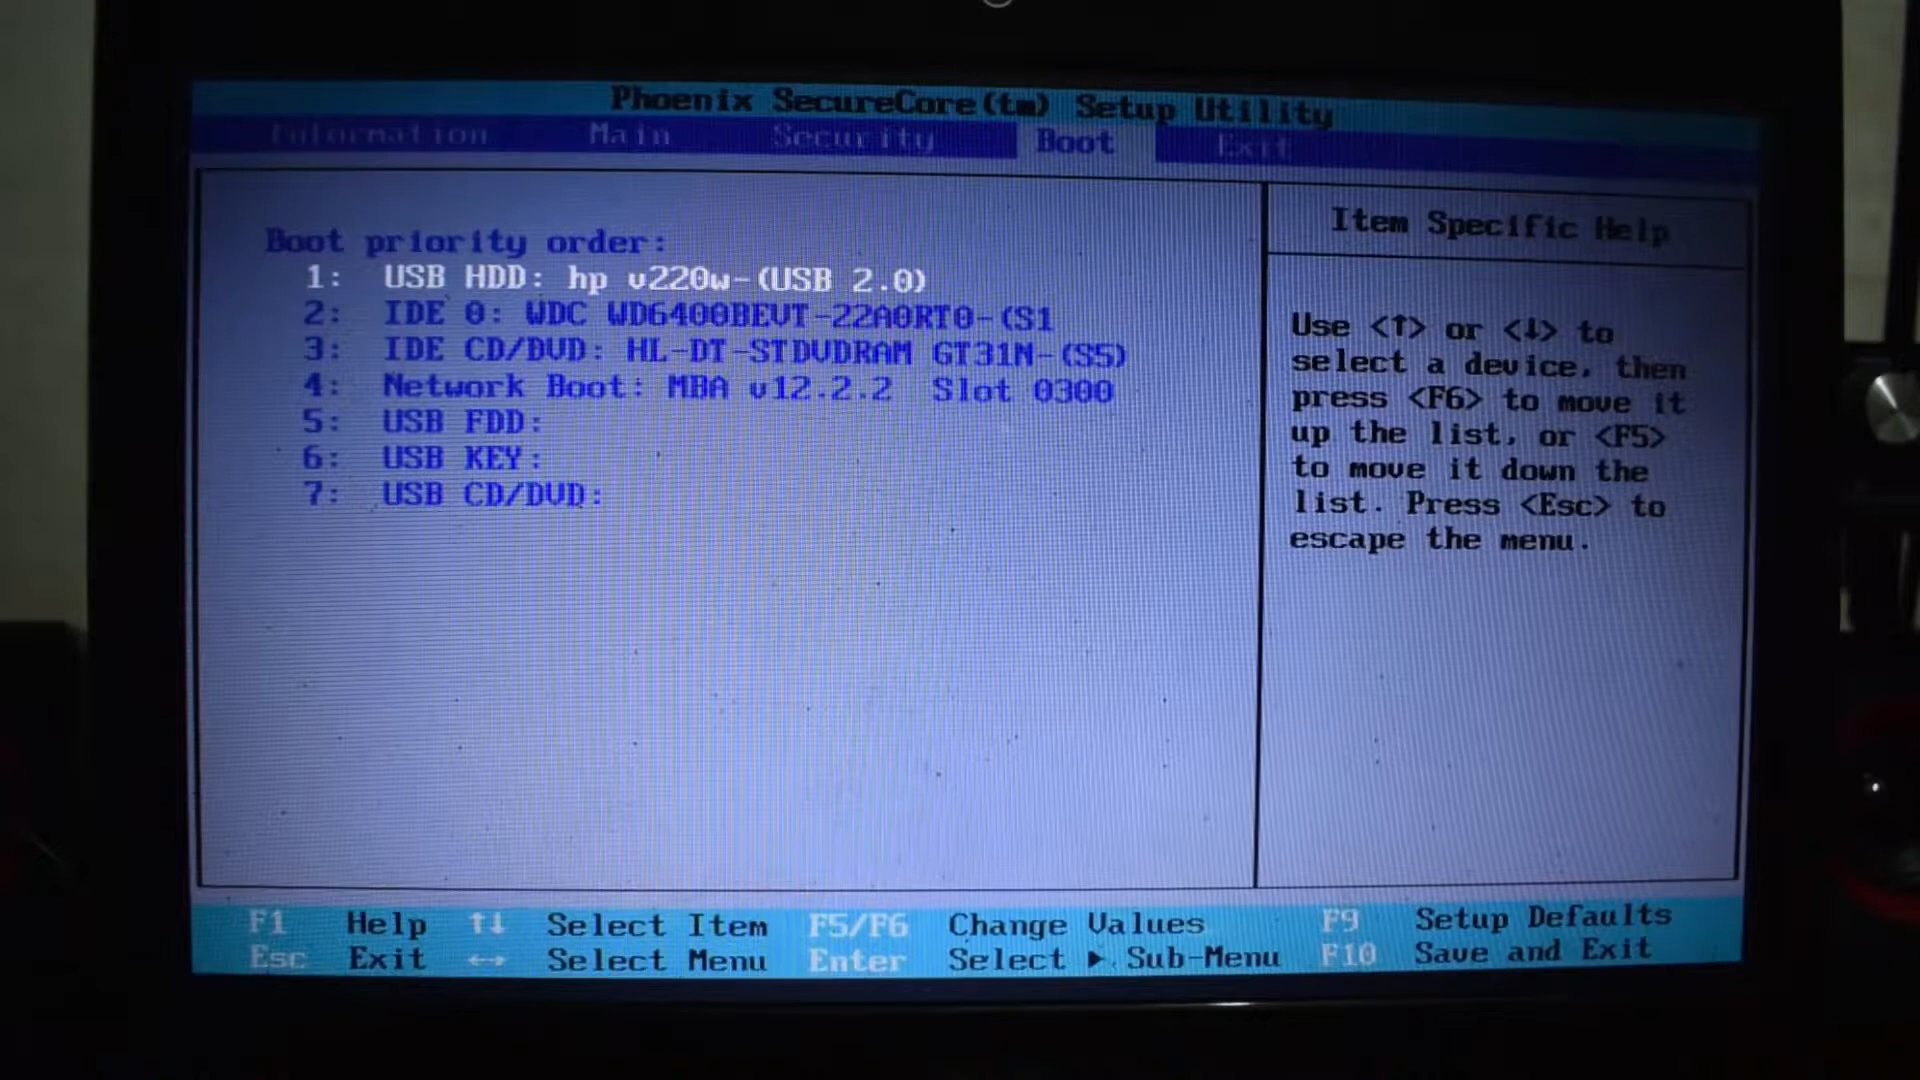 Phoenix SecureCore(tm) Setup Utility
Information Main Security Boot Exit
Boot priority order:
1: USB HDD: hp v220w-(USB 2.0)
2: IDE 0: WDC WD6400BEVT-22A0RT0-(S1
3: IDE CD/DVD: HL-DT-STDVDRAM GT31N-(S5)
4: Network Boot: MBA v12.2.2 Slot 0300
5: USB FDD:
6: USB KEY:
7: USB CD/DVD:
Item Specific Help
Use <↑> or <↓> to
select a device, then
press <F6> to move it
up the list, or <F5>
to move it down the
list. Press <Esc> to
escape the menu.
F1 Help ↑↓ Select Item F5/F6 Change Values F9 Setup Defaults
Esc Exit ↔ Select Menu Enter Select ▶ Sub-Menu F10 Save and Exit